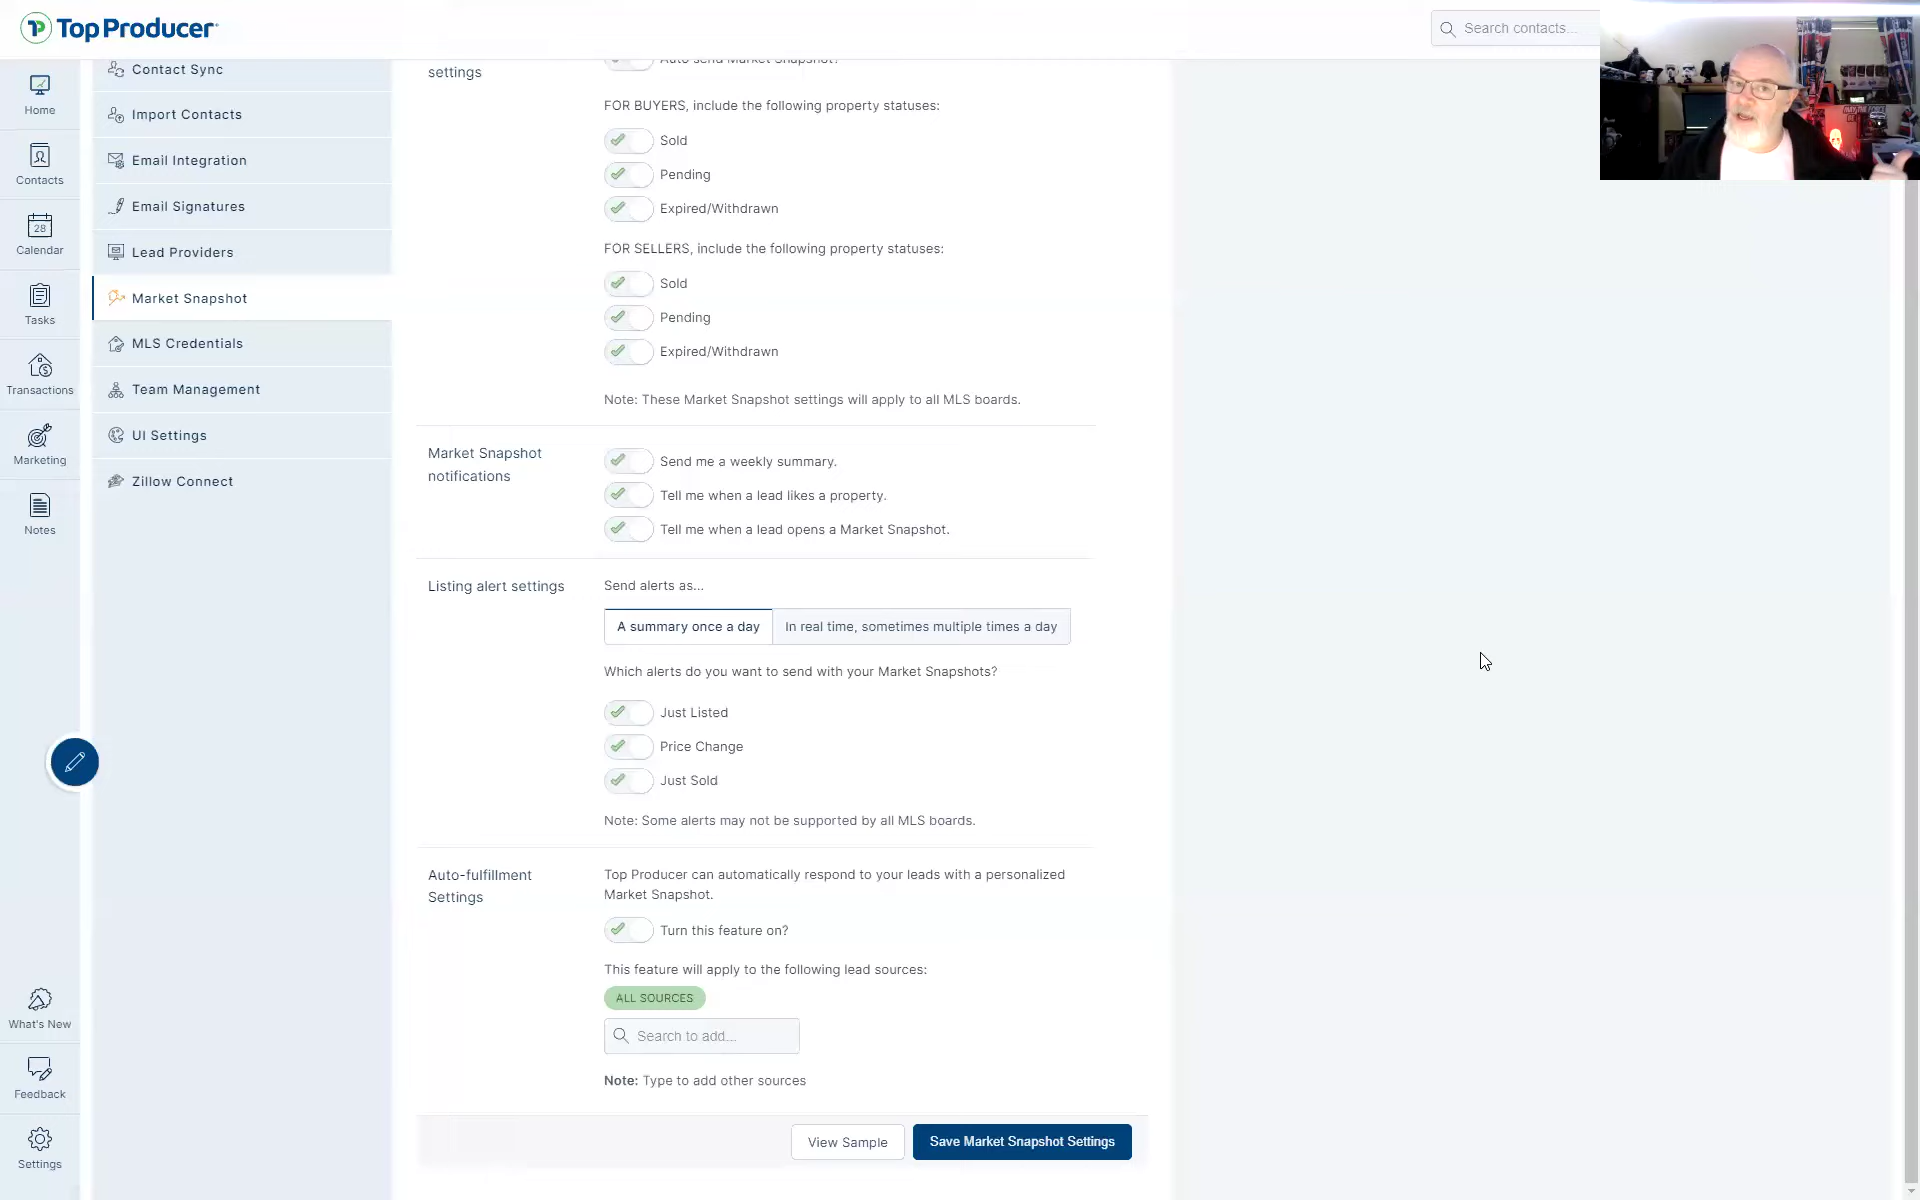 Top Producer
Search contacts...
Home
Contacts
28
Calendar
Tasks
Transactions
Marketing
Notes
What's New
Feedback
Settings
Contact Sync
Import Contacts
Email Integration
Email Signatures
Lead Providers
Market Snapshot
MLS Credentials
Team Management
UI Settings
Zillow Connect
settings
Auto send Market Snapshot?
FOR BUYERS, include the following property statuses:
Sold
Pending
Expired/Withdrawn
FOR SELLERS, include the following property statuses:
Sold
Pending
Expired/Withdrawn
Note: These Market Snapshot settings will apply to all MLS boards.
Market Snapshot
notifications
Send me a weekly summary.
Tell me when a lead likes a property.
Tell me when a lead opens a Market Snapshot.
Listing alert settings
Send alerts as...
A summary once a day
In real time, sometimes multiple times a day
Which alerts do you want to send with your Market Snapshots?
Just Listed
Price Change
Just Sold
Note: Some alerts may not be supported by all MLS boards.
Auto-fulfillment
Settings
Top Producer can automatically respond to your leads with a personalized
Market Snapshot.
Turn this feature on?
This feature will apply to the following lead sources:
ALL SOURCES
Search to add...
Note: Type to add other sources
View Sample
Save Market Snapshot Settings